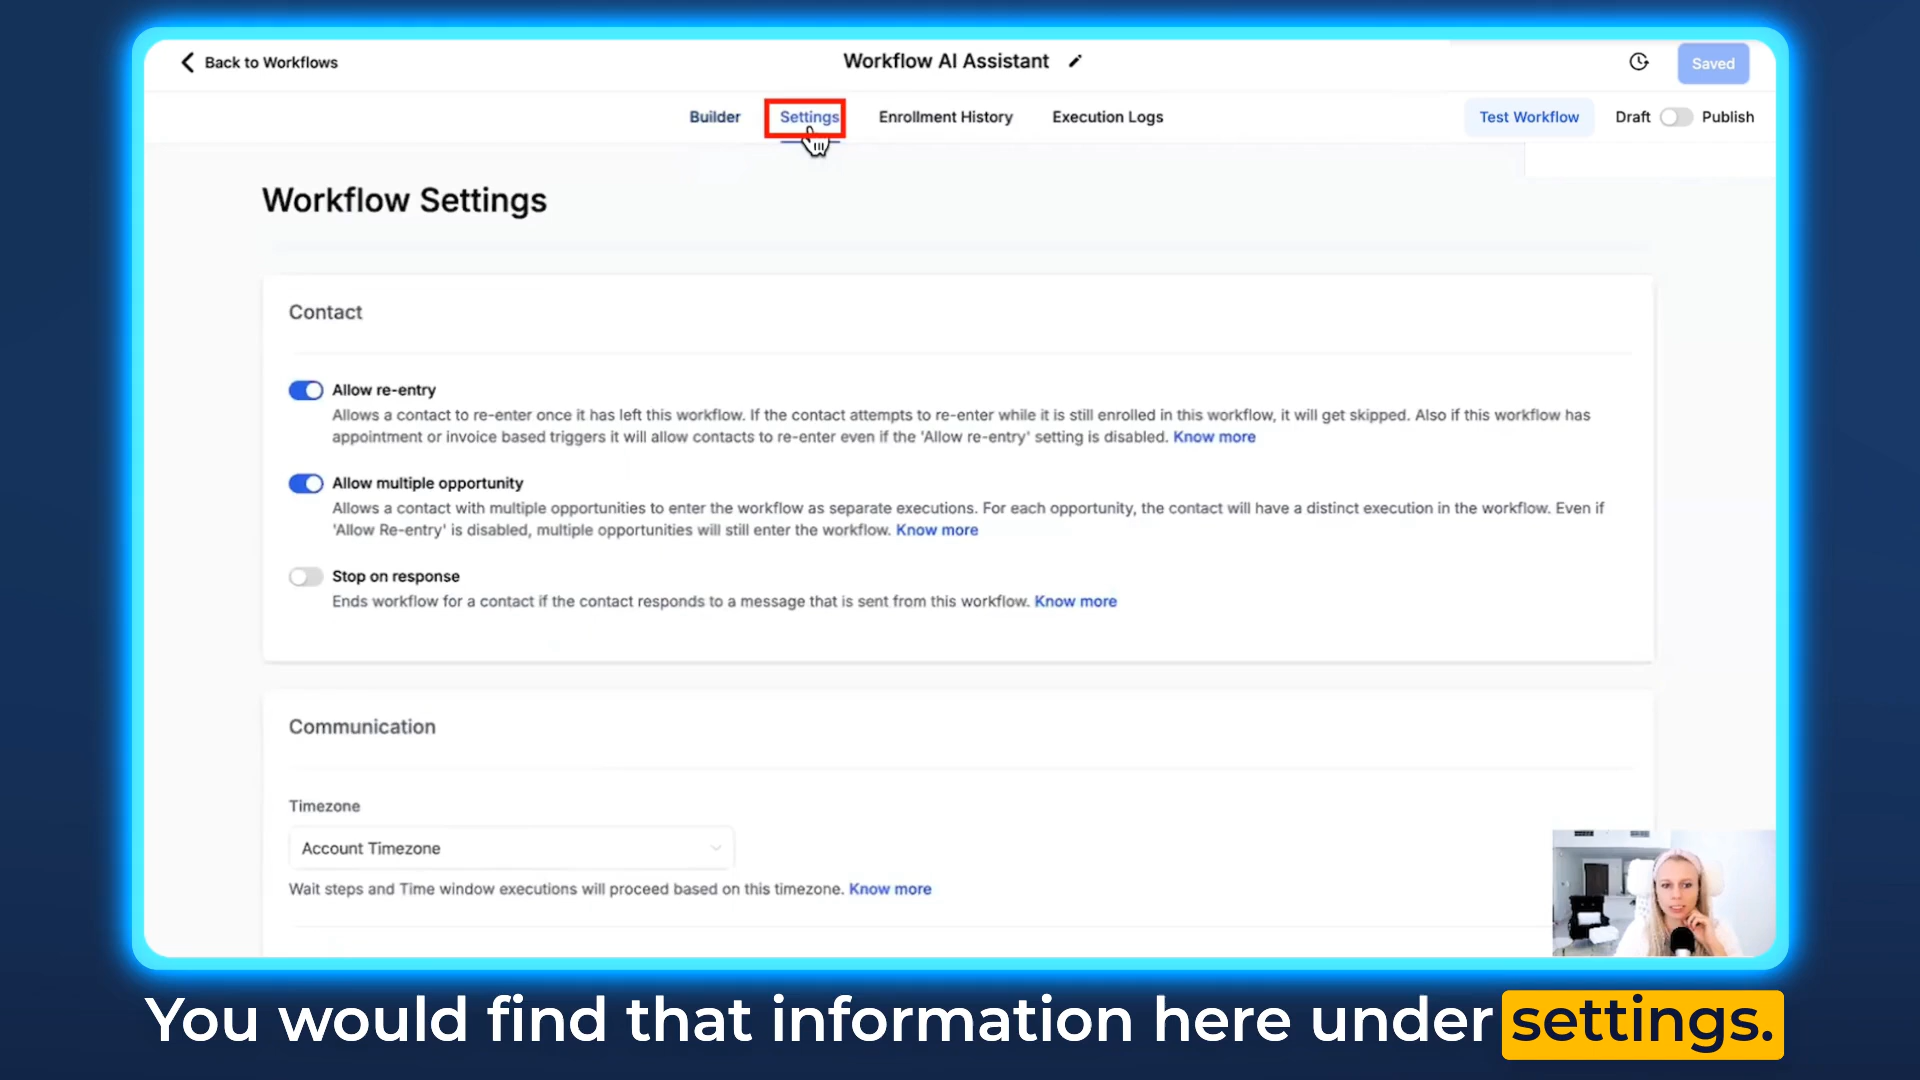 Back to Workflows
Workflow AI Assistant
Saved
Builder
Settings
Enrollment History
Execution Logs
Test Workflow
Draft
Publish
Workflow Settings
Contact
Allow re-entry
Allows a contact to re-enter once it has left this workflow. If the contact attempts to re-enter while it is still enrolled in this workflow, it will get skipped. Also if this workflow has
appointment or invoice based triggers it will allow contacts to re-enter even if the 'Allow re-entry' setting is disabled. Know more
Allow multiple opportunity
Allows a contact with multiple opportunities to enter the workflow as separate executions. For each opportunity, the contact will have a distinct execution in the workflow. Even if
'Allow Re-entry' is disabled, multiple opportunities will still enter the workflow. Know more
Stop on response
Ends workflow for a contact if the contact responds to a message that is sent from this workflow. Know more
Communication
Timezone
Account Timezone
Wait steps and Time window executions will proceed based on this timezone. Know more
You would find that information here under settings.